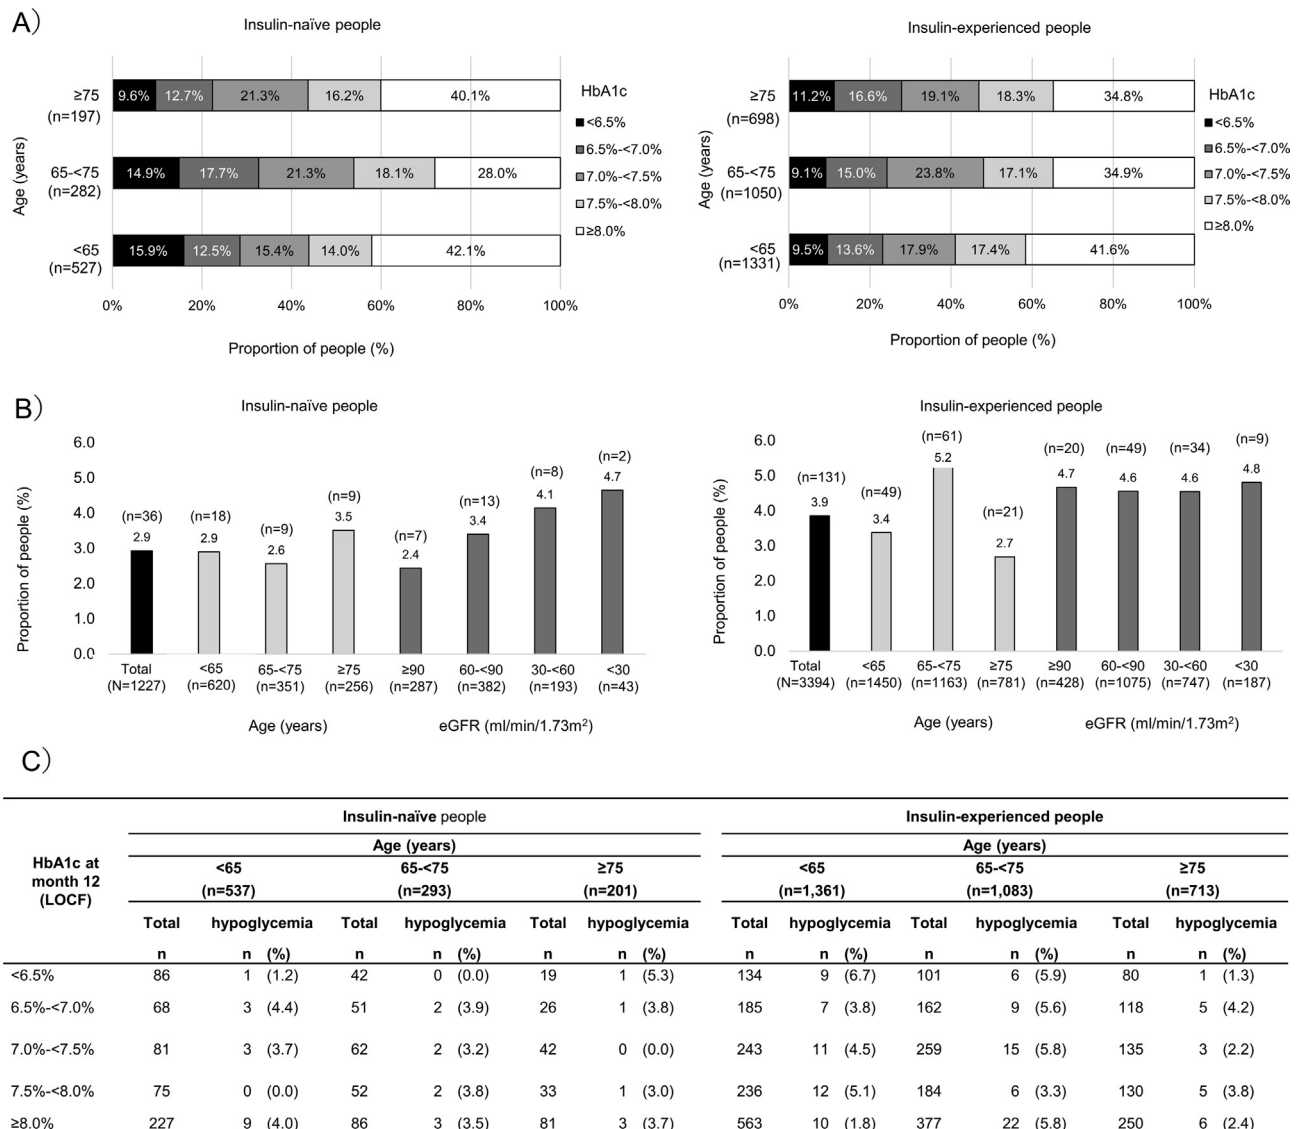 A)
Insulin-naïve people
≥75
(n=197)
9.6% 12.7% 21.3% 16.2% 40.1%
65-<75
(n=282)
14.9% 17.7% 21.3% 18.1% 28.0%
<65
(n=527)
15.9% 12.5% 15.4% 14.0% 42.1%
Age (years)
0% 20% 40% 60% 80% 100%
Proportion of people (%)
HbA1c
<6.5%
6.5%-<7.0%
7.0%-<7.5%
7.5%-<8.0%
≥8.0%
Insulin-experienced people
≥75
(n=698)
11.2% 16.6% 19.1% 18.3% 34.8%
65-<75
(n=1050)
9.1% 15.0% 23.8% 17.1% 34.9%
<65
(n=1331)
9.5% 13.6% 17.9% 17.4% 41.6%
Age (years)
0% 20% 40% 60% 80% 100%
Proportion of people (%)
HbA1c
<6.5%
6.5%-<7.0%
7.0%-<7.5%
7.5%-<8.0%
≥8.0%
B)
Insulin-naïve people
Proportion of people (%)
6.0
5.0
4.0
3.0
2.0
1.0
0.0
(n=36) (n=18) (n=9) (n=9) (n=7) (n=13) (n=8) (n=2)
2.9 2.9 2.6 3.5 2.4 3.4 4.1 4.7
Total <65 65-<75 ≥75 ≥90 60-<90 30-<60 <30
(N=1227) (n=620) (n=351) (n=256) (n=287) (n=382) (n=193) (n=43)
Age (years) eGFR (ml/min/1.73m²)
Insulin-experienced people
Proportion of people (%)
6.0
5.0
4.0
3.0
2.0
1.0
0.0
(n=131) (n=49) (n=61) (n=21) (n=20) (n=49) (n=34) (n=9)
3.9 3.4 5.2 2.7 4.7 4.6 4.6 4.8
Total <65 65-<75 ≥75 ≥90 60-<90 30-<60 <30
(N=3394) (n=1450) (n=1163) (n=781) (n=428) (n=1075) (n=747) (n=187)
Age (years) eGFR (ml/min/1.73m²)
C)
Insulin-naïve people Insulin-experienced people
Age (years) Age (years)
HbA1c at
month 12
(LOCF)
<65 65-<75 ≥75 <65 65-<75 ≥75
(n=537) (n=293) (n=201) (n=1,361) (n=1,083) (n=713)
Total hypoglycemia Total hypoglycemia Total hypoglycemia Total hypoglycemia Total hypoglycemia Total hypoglycemia
n n (%) n n (%) n n (%) n n (%) n n (%) n n (%)
<6.5% 86 1 (1.2) 42 0 (0.0) 19 1 (5.3) 134 9 (6.7) 101 6 (5.9) 80 1 (1.3)
6.5%-<7.0% 68 3 (4.4) 51 2 (3.9) 26 1 (3.8) 185 7 (3.8) 162 9 (5.6) 118 5 (4.2)
7.0%-<7.5% 81 3 (3.7) 62 2 (3.2) 42 0 (0.0) 243 11 (4.5) 259 15 (5.8) 135 3 (2.2)
7.5%-<8.0% 75 0 (0.0) 52 2 (3.8) 33 1 (3.0) 236 12 (5.1) 184 6 (3.3) 130 5 (3.8)
≥8.0% 227 9 (4.0) 86 3 (3.5) 81 3 (3.7) 563 10 (1.8) 377 22 (5.8) 250 6 (2.4)